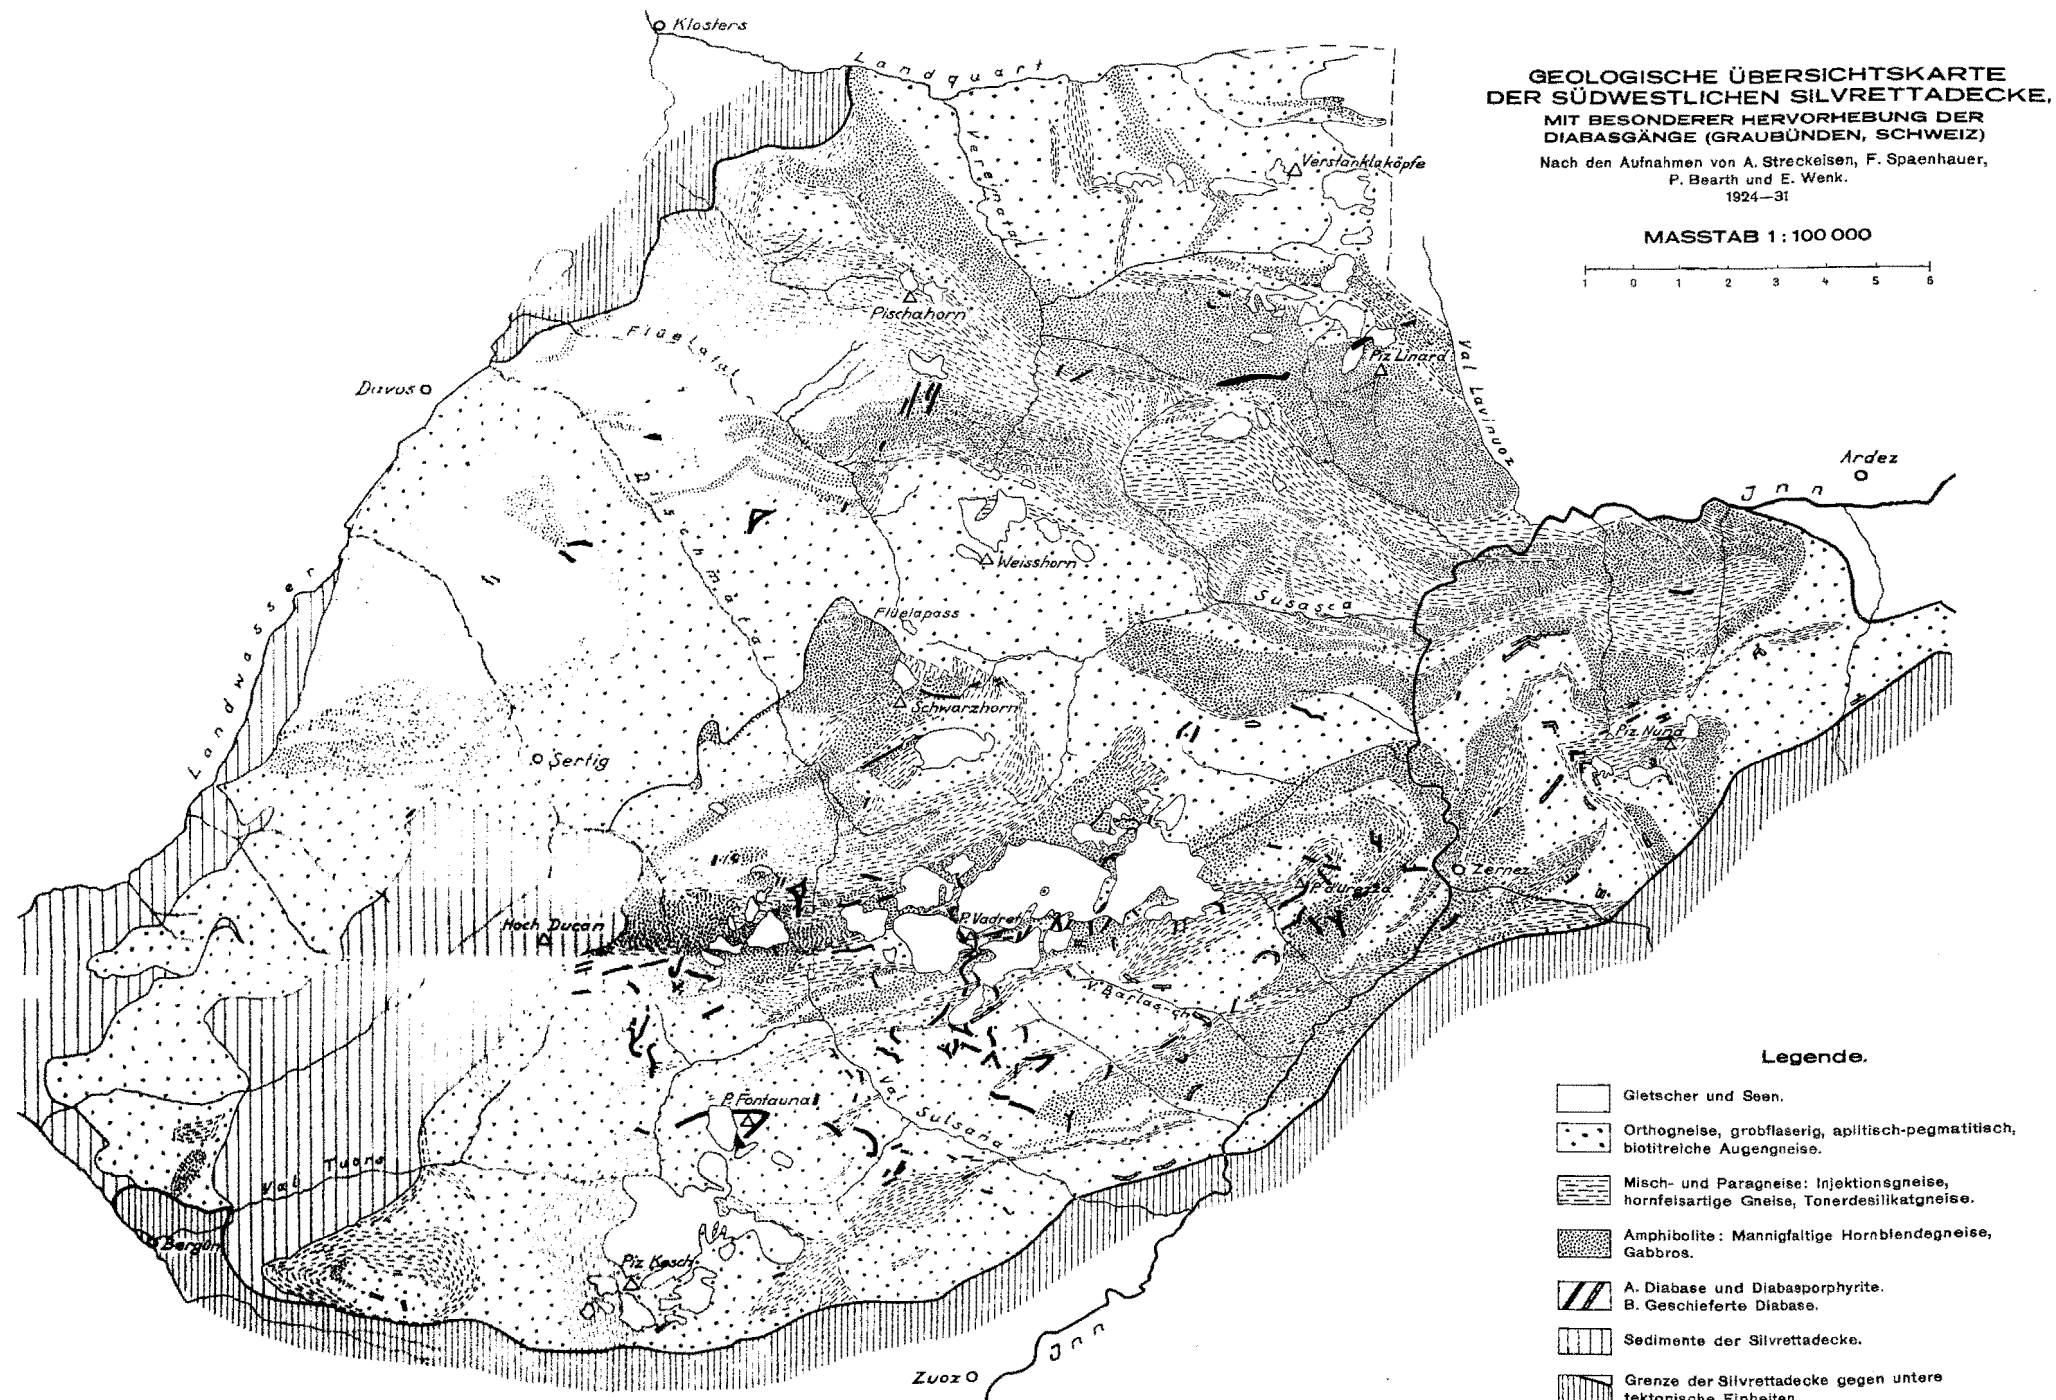 GEOLOGISCHE ÜBERSICHTSKARTE
DER SÜDWESTLICHEN SILVRETTADECKE,
MIT BESONDERER HERVORHEBUNG DER
DIABASGÄNGE (GRAUBÜNDEN, SCHWEIZ)
Nach den Aufnahmen von A. Streckeisen, F. Spaenhauer,
P. Bearth und E. Wenk.
1924—31
MASSTAB 1:100 000
1 0 1 2 3 4 5 6
Klosters
Landquart
Vereinatal
Verstanklaköpfe
Pischahorn
Flüelatal
Piz Linard
Val Lavinuoz
Davos
Ardez
Inn
Dischmatal
Weisshorn
Susasca
Flüelapass
Landwasser
Schwarzhorn
Piz Nuna
Sertig
Zernez
Hoch Ducan
P. Vadret
V. Barlasch
P. Fontauna
Val Sulsana
Val Tuors
Bergün
Piz Kesch
Zuoz
Inn
Legende.
Gletscher und Seen.
Orthogneise, grobflaserig, aplitisch-pegmatitisch,
biotitreiche Augengneise.
Misch- und Paragneise: Injektionsgneise,
hornfelsartige Gneise, Tonerdesilikatgneise.
Amphibolite: Mannigfaltige Hornblendegneise,
Gabbros.
A. Diabase und Diabasporphyrite.
B. Geschieferte Diabase.
Sedimente der Silvrettadecke.
Grenze der Silvrettadecke gegen untere
tektonische Einheiten